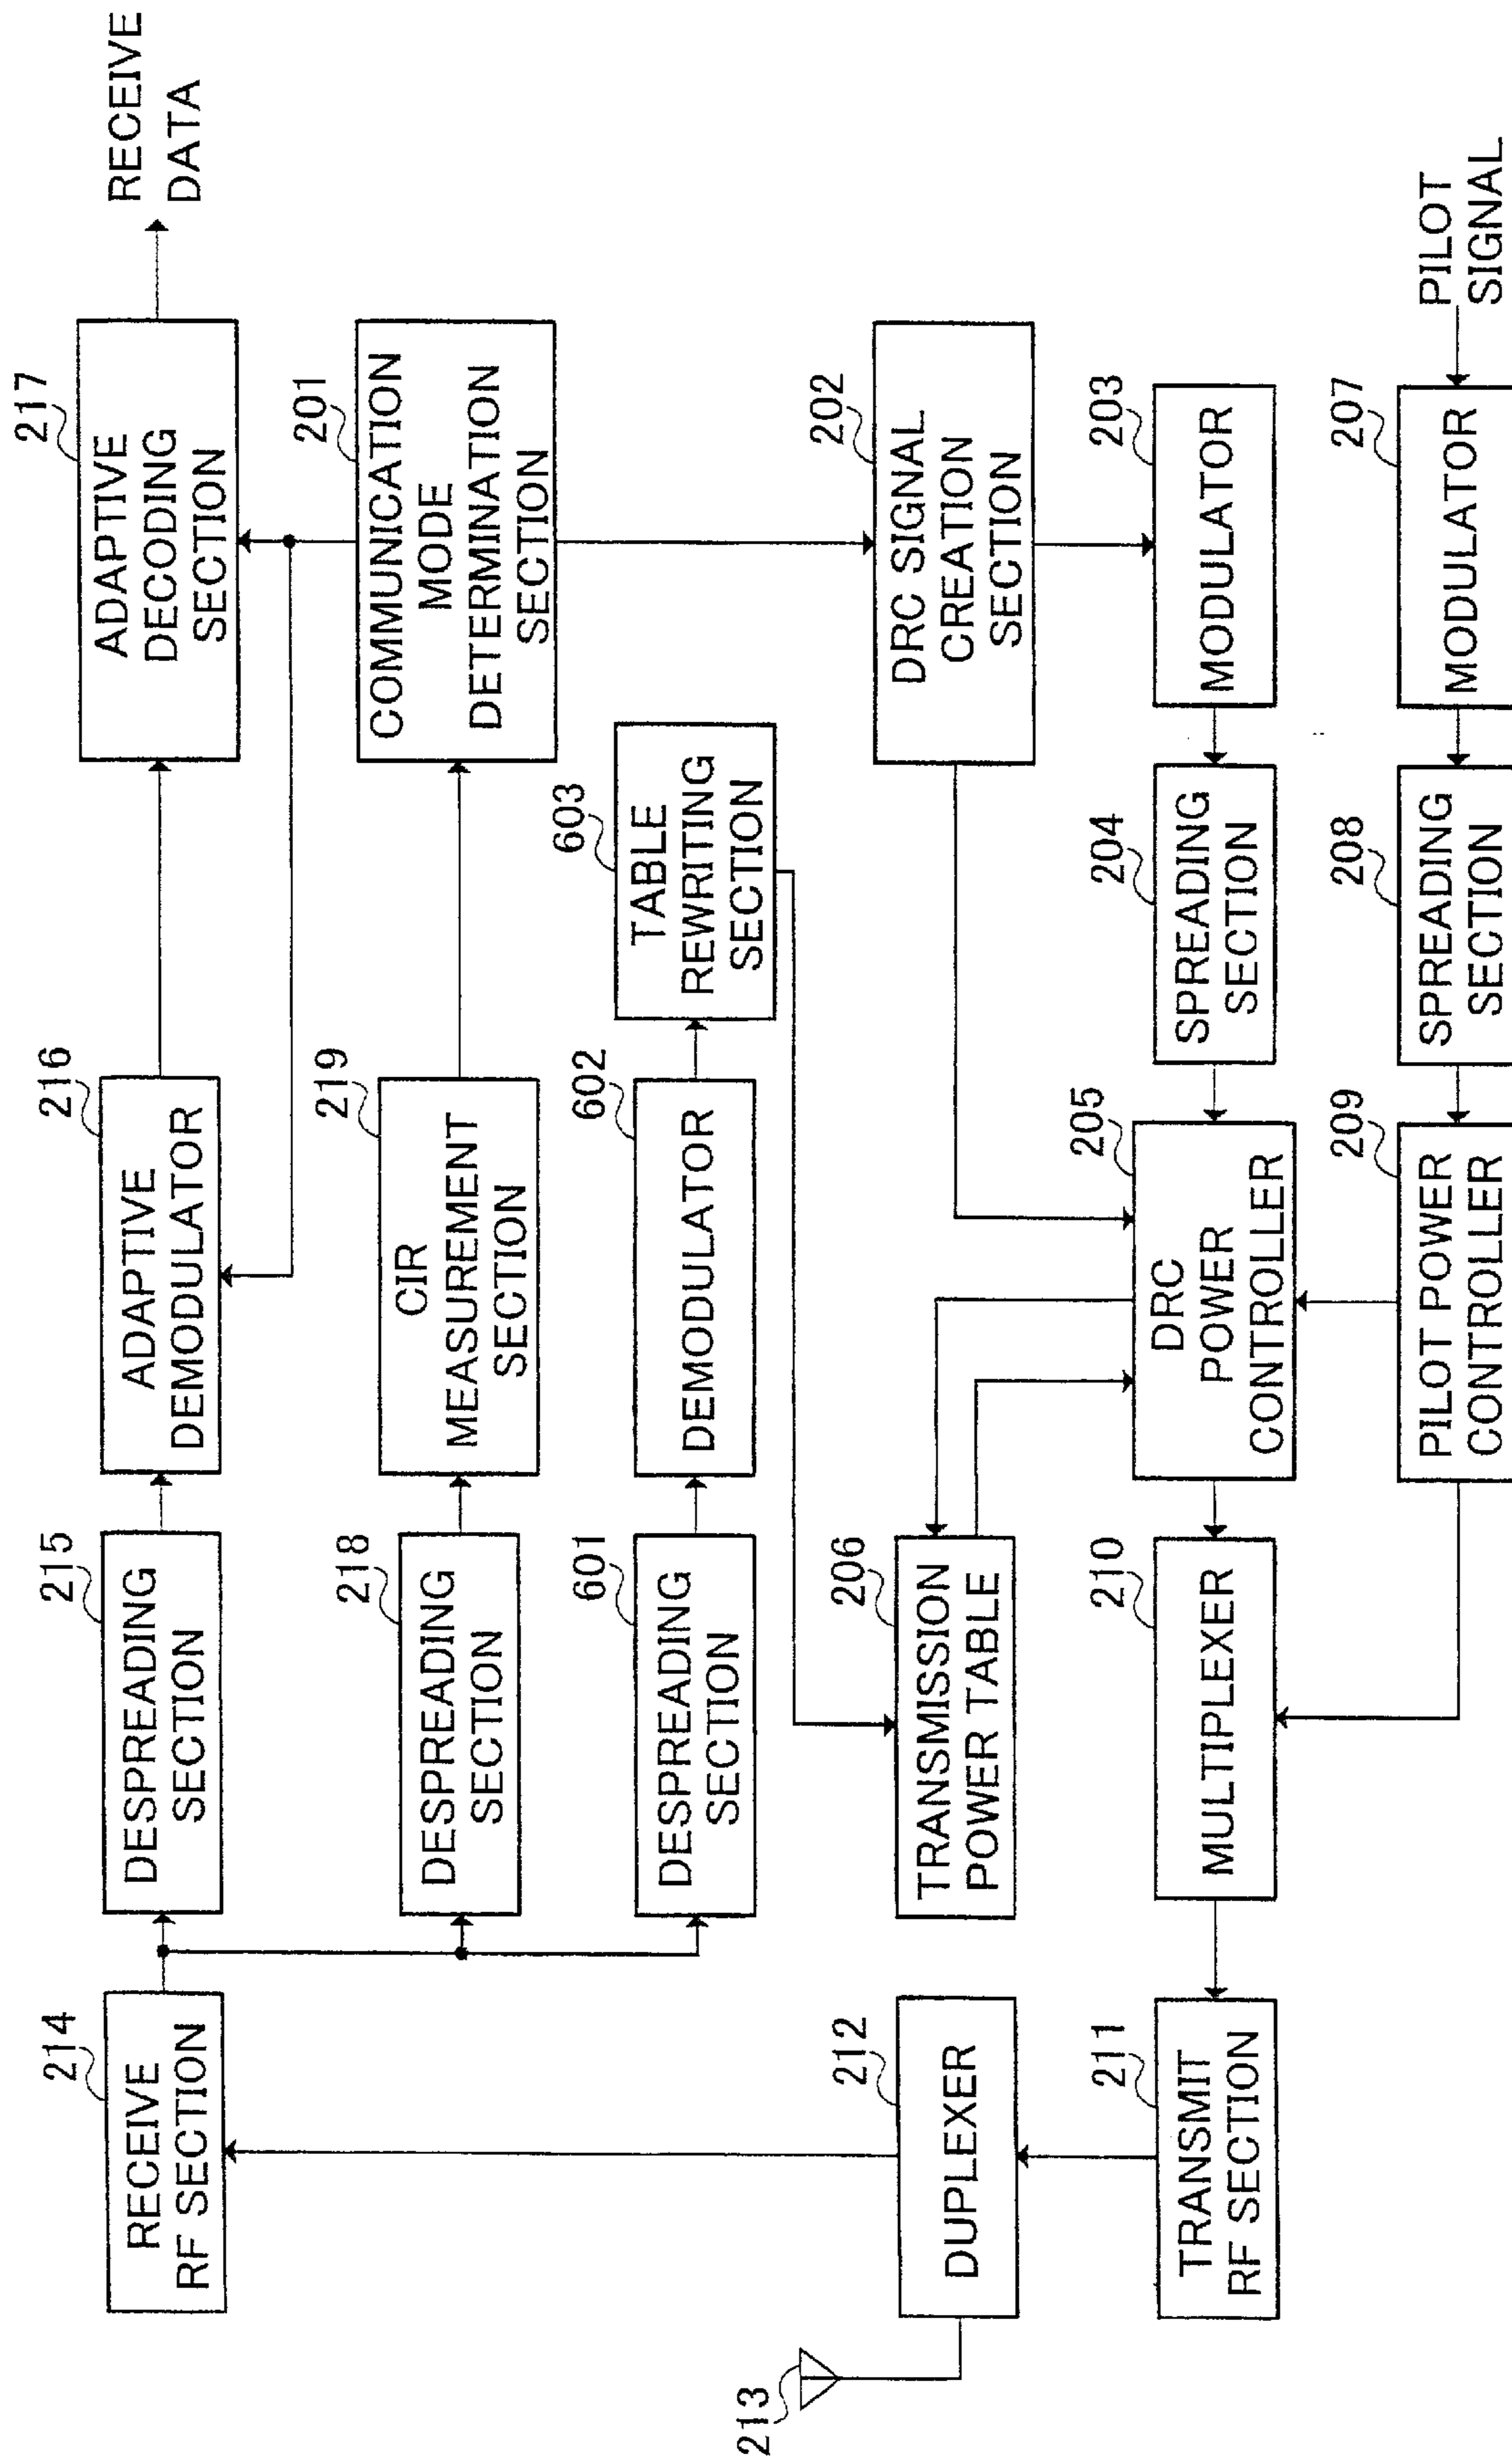 217
ADAPTIVE
DECODING
SECTION
RECEIVE
DATA
216
ADAPTIVE
DEMODULATOR
215
DESPREADING
SECTION
214
RECEIVE
RF SECTION
201
COMMUNICATION
MODE
DETERMINATION
SECTION
219
CIR
MEASUREMENT
SECTION
218
DESPREADING
SECTION
603
TABLE
REWRITING
SECTION
602
DEMODULATOR
601
DESPREADING
SECTION
202
DRC SIGNAL
CREATION
SECTION
206
TRANSMISSION
POWER TABLE
212
DUPLEXER
213
203
MODULATOR
204
SPREADING
SECTION
205
DRC
POWER
CONTROLLER
210
MULTIPLEXER
211
TRANSMIT
RF SECTION
PILOT
SIGNAL
207
MODULATOR
208
SPREADING
SECTION
209
PILOT POWER
CONTROLLER